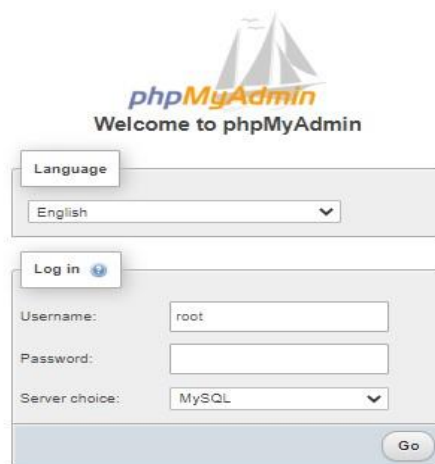 phpMyAdmin
Welcome to phpMyAdmin
Language
English
Log in
Username: root
Password:
Server choice: MySQL
Go